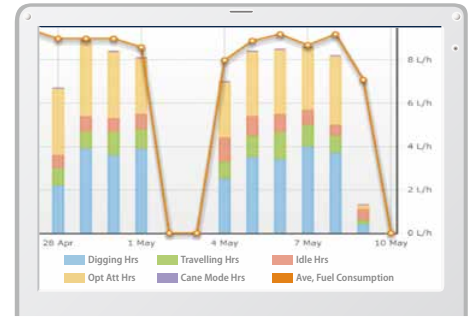 8 L/h
6 L/h
4 L/h
2 L/h
0 L/h
28 Apr 1 May 4 May 7 May 10 May
Digging Hrs Travelling Hrs Idle Hrs
Opt Att Hrs Cane Mode Hrs Ave, Fuel Consumption